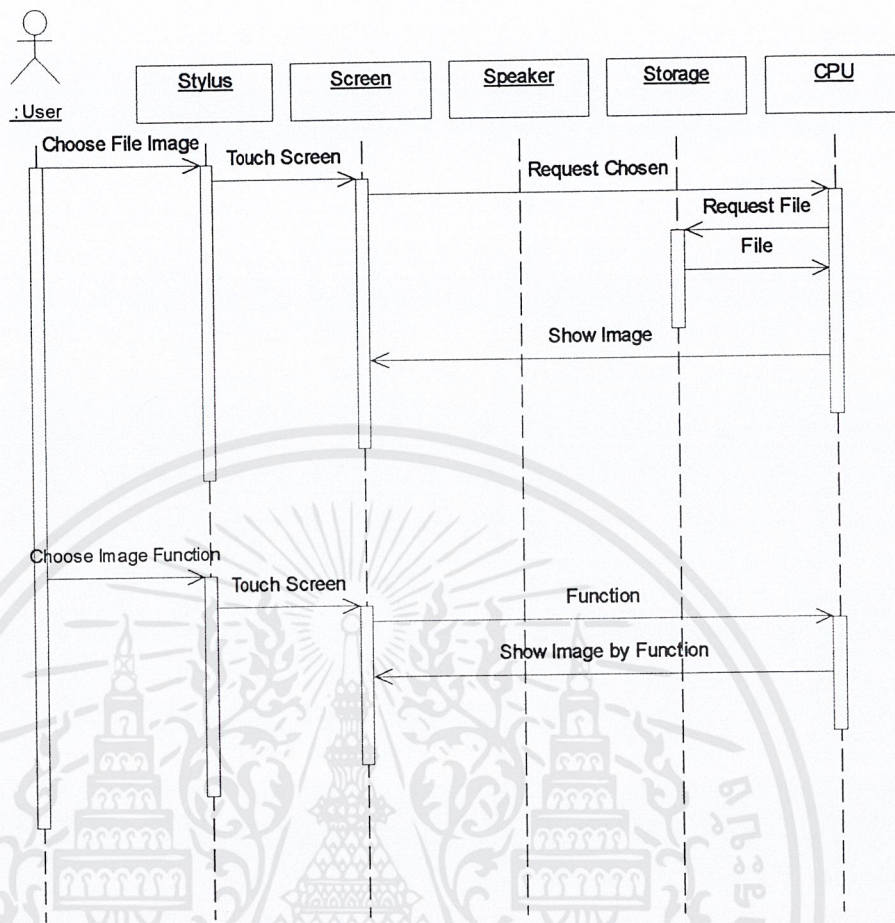 : User
Stylus
Screen
Speaker
Storage
CPU
Choose File Image
Touch Screen
Request Chosen
Request File
File
Show Image
Choose Image Function
Touch Screen
Function
Show Image by Function